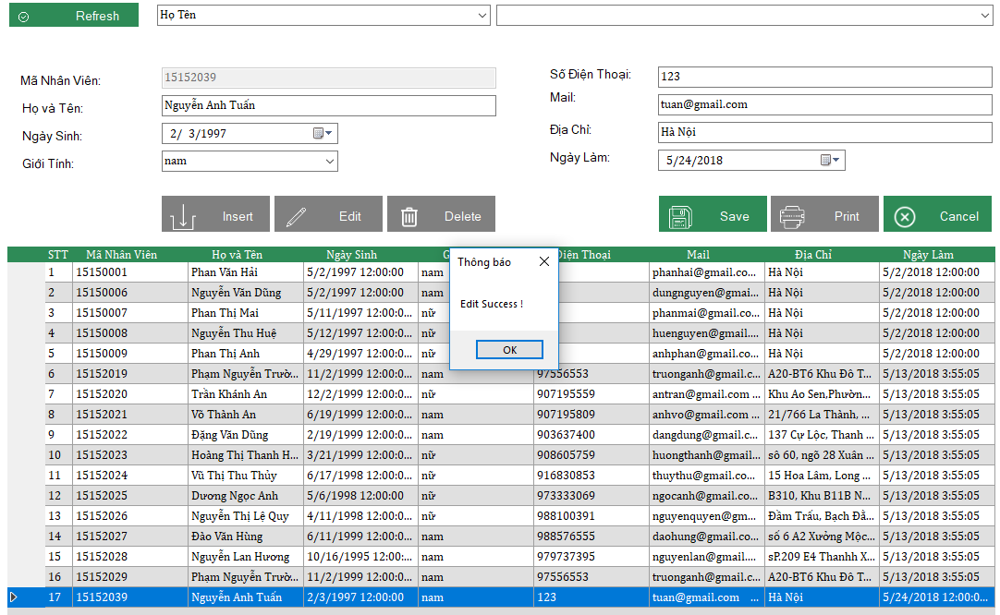 Refresh Họ Tên
Mã Nhân Viên: 15152039 Số Điện Thoại: 123
Họ và Tên: Nguyễn Anh Tuấn Mail: tuan@gmail.com
Ngày Sinh: 2/ 3/1997 Địa Chỉ: Hà Nội
Giới Tính: nam Ngày Làm: 5/24/2018
Insert Edit Delete Save Print Cancel
STT Mã Nhân Viên Họ và Tên Ngày Sinh G Điện Thoại Mail Địa Chỉ Ngày Làm
Thông báo
Edit Success !
OK
1 15150001 Phan Văn Hải 5/2/1997 12:00:00 nam phanhai@gmail.co... Hà Nội 5/2/2018 12:00:00
2 15150006 Nguyễn Văn Dũng 5/2/1997 12:00:00 nam dungnguyen@gmai... Hà Nội 5/2/2018 12:00:00
3 15150007 Phan Thị Mai 5/11/1997 12:00:0... nữ phanmai@gmail.co... Hà Nội 5/2/2018 12:00:00
4 15150008 Nguyễn Thu Huệ 5/12/1997 12:00:0... nữ huenguyen@gmail.... Hà Nội 5/2/2018 12:00:00
5 15150009 Phan Thị Anh 4/29/1997 12:00:0... nữ anhphan@gmail.co... Hà Nội 5/2/2018 12:00:00
6 15152019 Phạm Nguyễn Trườ... 11/2/1999 12:00:0... nam 97556553 truonganh@gmail.c... A20-BT6 Khu Đô T... 5/13/2018 3:55:05
7 15152020 Trần Khánh An 12/2/1999 12:00:0... nữ 907195559 antran@gmail.com ... Khu Ao Sen,Phườn... 5/13/2018 3:55:05
8 15152021 Võ Thành An 6/19/1999 12:00:0... nam 907195809 anhvo@gmail.com ... 21/766 La Thành, ... 5/13/2018 3:55:05
9 15152022 Đặng Văn Dũng 2/19/1999 12:00:0... nam 903637400 dangdung@gmail.c... 137 Cự Lộc, Thanh ... 5/13/2018 3:55:05
10 15152023 Hoàng Thị Thanh H... 3/21/1999 12:00:0... nữ 908605759 huongthanh@gmail... số 60, ngõ 28 Xuân ... 5/13/2018 3:55:05
11 15152024 Vũ Thị Thu Thủy 6/17/1998 12:00:0... nữ 916830853 thuythu@gmail.co... 15 Hoa Lâm, Long ... 5/13/2018 3:55:05
12 15152025 Dương Ngọc Anh 5/6/1998 12:00:00 nữ 973333069 ngocanh@gmail.co... B310, Khu B11B N... 5/13/2018 3:55:05
13 15152026 Nguyễn Thị Lệ Quy 4/11/1998 12:00:0... nữ 988100391 nguyenquyen@gm... Đầm Trấu, Bạch Đằ... 5/13/2018 3:55:05
14 15152027 Đào Văn Hùng 6/11/1999 12:00:0... nam 988576555 daohung@gmail.co... số 6 A2 Xưởng Mộc... 5/13/2018 3:55:05
15 15152028 Nguyễn Lan Hương 10/16/1995 12:00:... nam 979737395 nguyenlan@gmail.... sP.209 E4 Thanhh X... 5/13/2018 3:55:05
16 15152029 Phạm Nguyễn Trườ... 11/2/1999 12:00:0... nam 97556553 truonganh@gmail.c... A20-BT6 Khu Đô T... 5/13/2018 3:55:05
17 15152039 Nguyễn Anh Tuấn 2/3/1997 12:00:00 nam 123 tuan@gmail.com ... Hà Nội 5/24/2018 12:00:0...